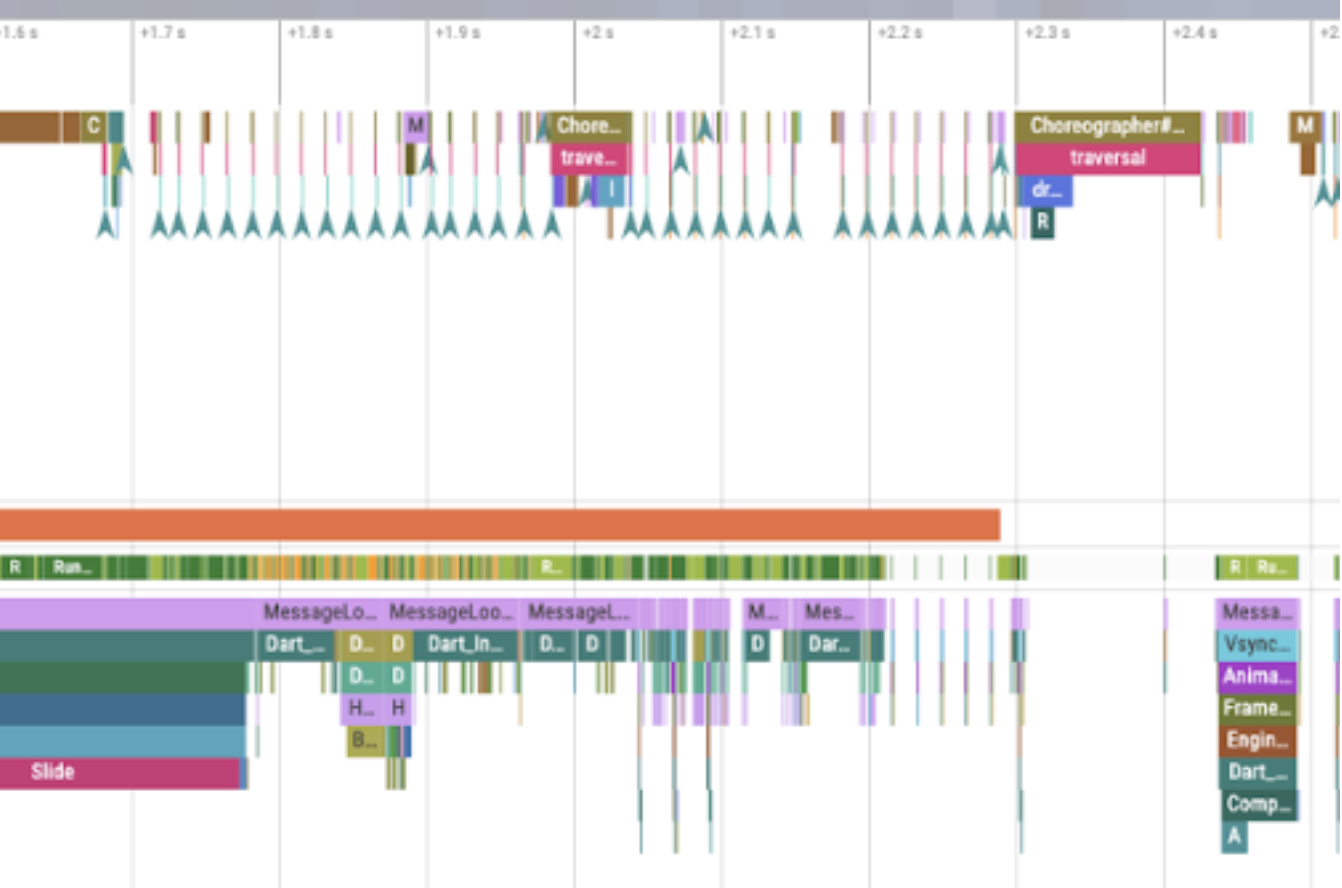 +1.6 s +1.7 s +1.8 s +1.9 s +2 s +2.1 s +2.2 s +2.3 s +2.4 s +2.
C M Chore... Choreographer#... M
trave... traversal
I dr...
R
R Run... R... R Ru...
MessageLo... MessageLoo... MessageL... M... Mes... Messa...
Dart_... D... D Dart_In... D... D D Dar... Vsync...
D... D Anima...
H... H Frame...
B... Engin...
Slide Dart_...
Comp...
A